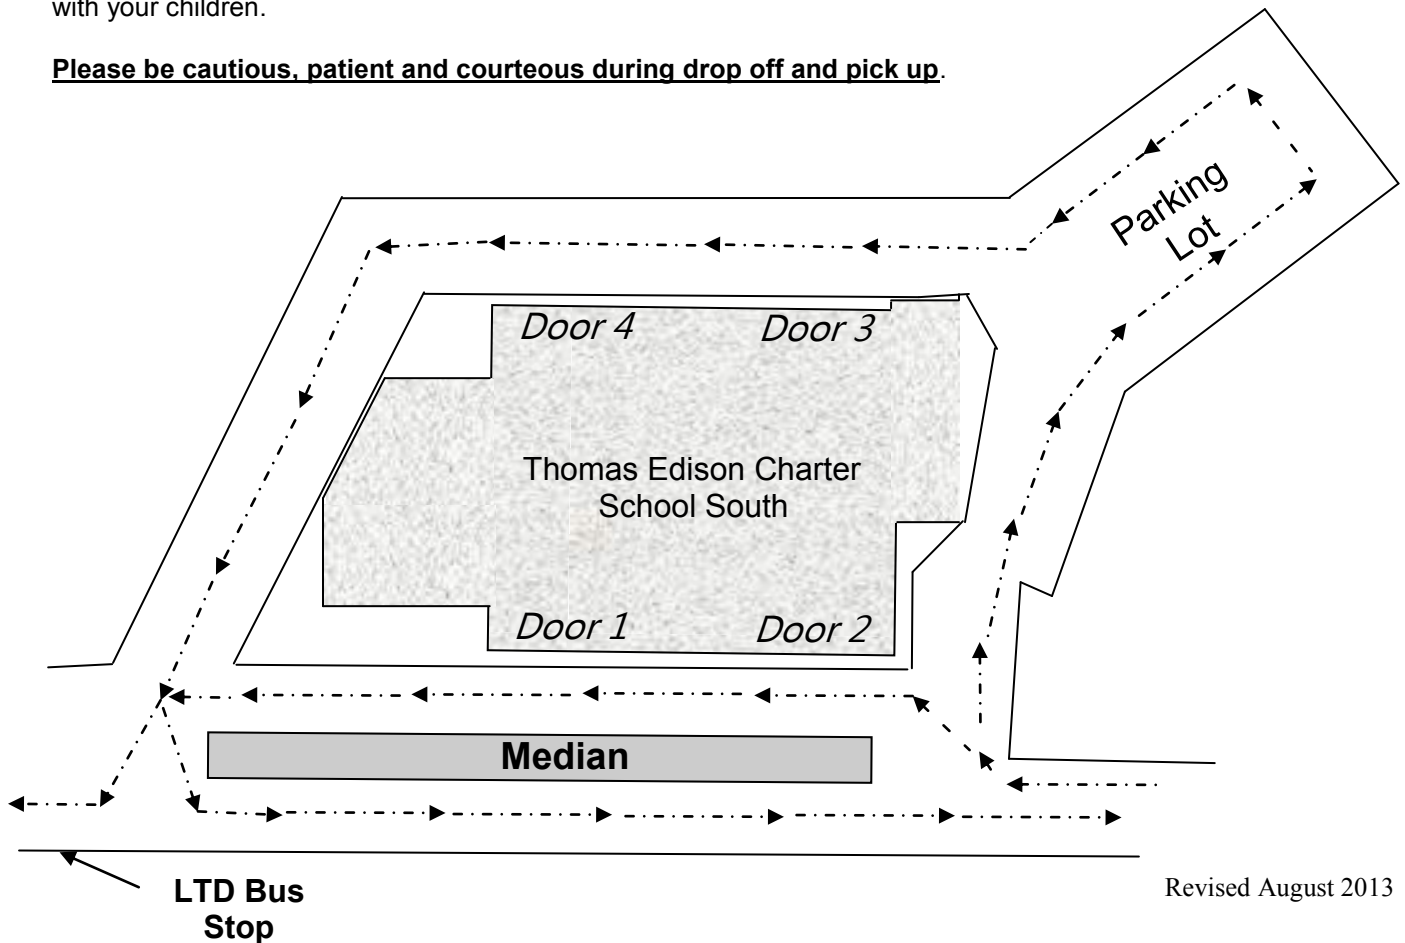 with your children.
Please be cautious, patient and courteous during drop off and pick up.
Parking
Lot
Door 4
Door 3
Thomas Edison Charter
School South
Door 1
Door 2
Median
LTD Bus
Stop
Revised August 2013